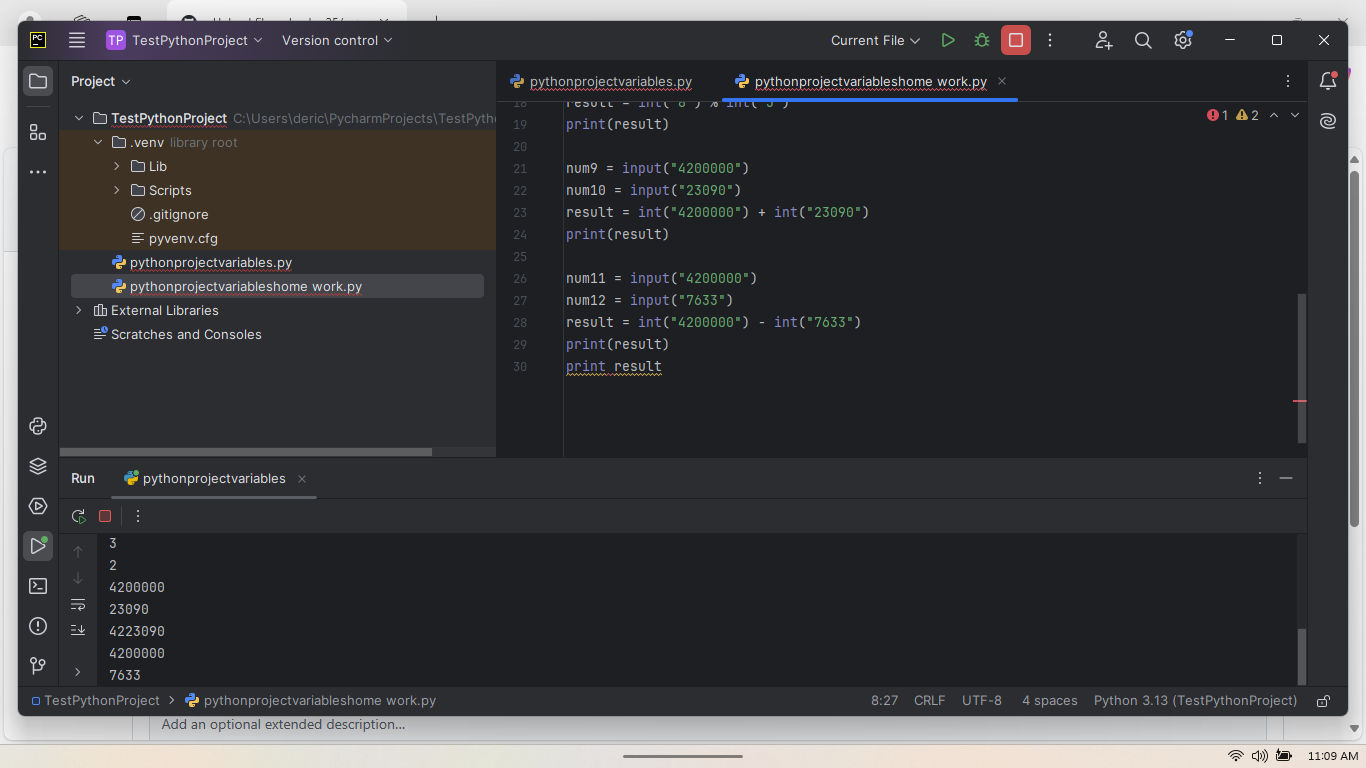 Upload files
PC
TP TestPythonProject
Version control
Current File
Project
pythonprojectvariables.py
pythonprojectvariableshome work.py
TestPythonProject C:\Users\deric\PycharmProjects\TestPytho
.venv library root
Lib
Scripts
.gitignore
pyvenv.cfg
pythonprojectvariables.py
pythonprojectvariableshome work.py
External Libraries
Scratches and Consoles
1 2
18 result = int("8") % int("3")
19 print(result)
20
21 num9 = input("4200000")
22 num10 = input("23090")
23 result = int("4200000") + int("23090")
24 print(result)
25
26 num11 = input("4200000")
27 num12 = input("7633")
28 result = int("4200000") - int("7633")
29 print(result)
30 print result
Run
pythonprojectvariables
3
2
4200000
23090
4223090
4200000
7633
TestPythonProject
pythonprojectvariableshome work.py
8:27 CRLF UTF-8 4 spaces Python 3.13 (TestPythonProject)
Add an optional extended description...
11:09 AM